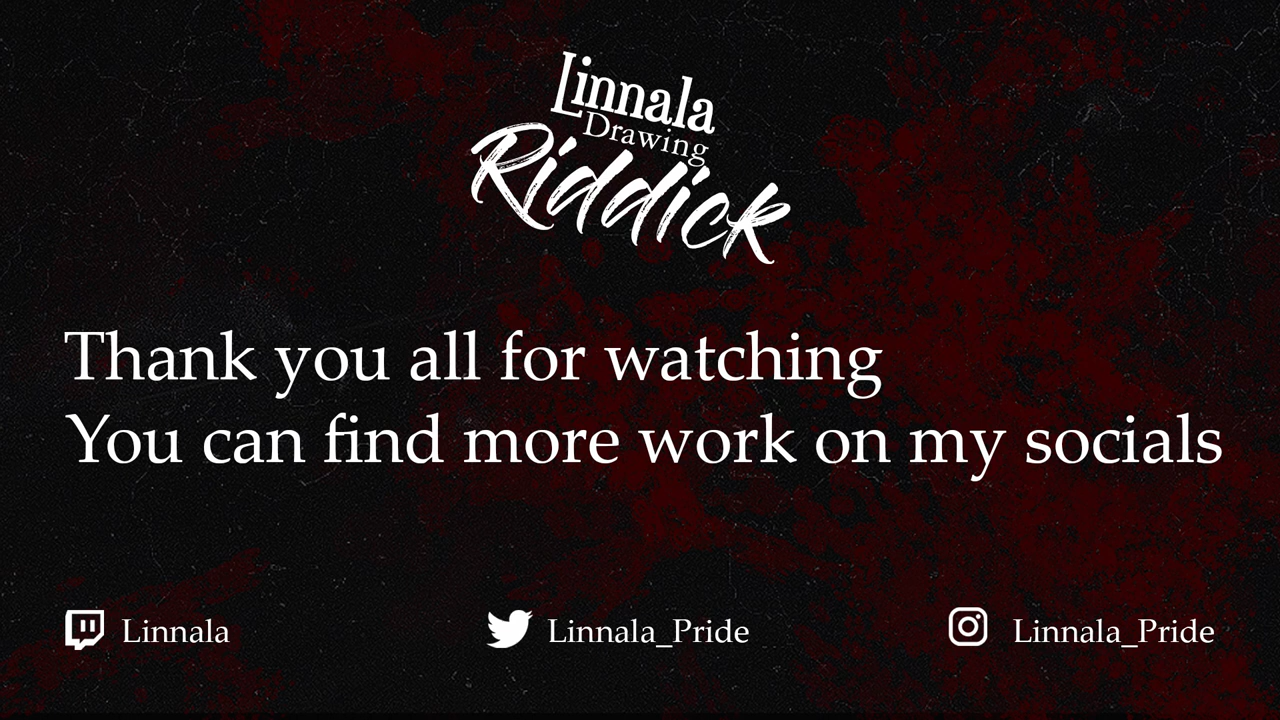 Linnala
Drawing
Riddick
Thank you all for watching
You can find more work on my socials
Linnala
Linnala_Pride
Linnala_Pride